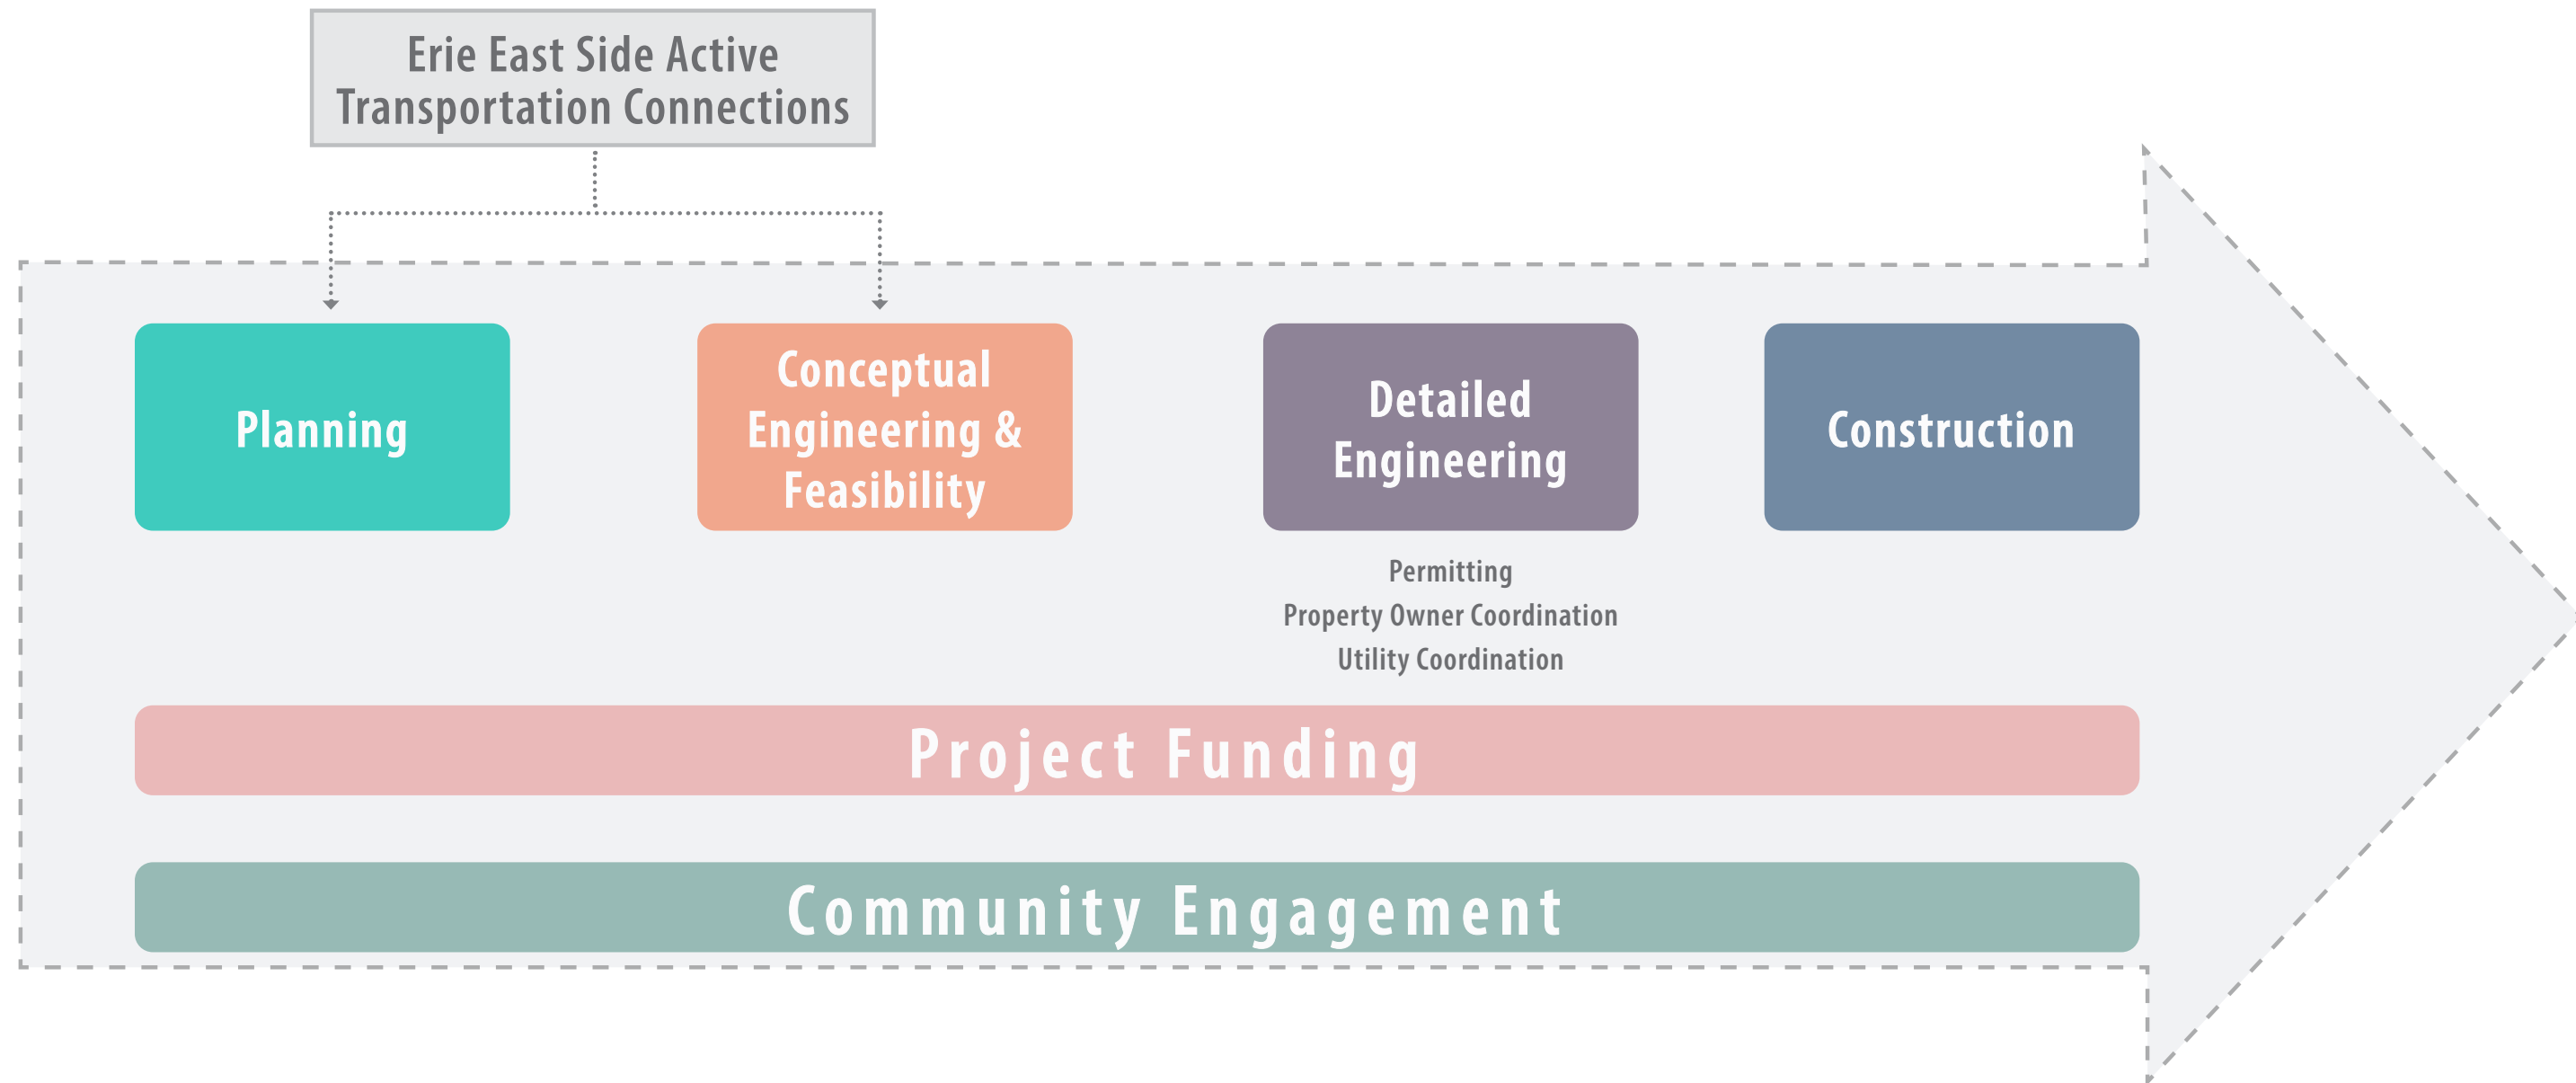 Erie East Side Active
Transportation Connections
Planning
Conceptual
Engineering &
Feasibility
Detailed
Engineering
Construction
Permitting
Property Owner Coordination
Utility Coordination
Project Funding
Community Engagement